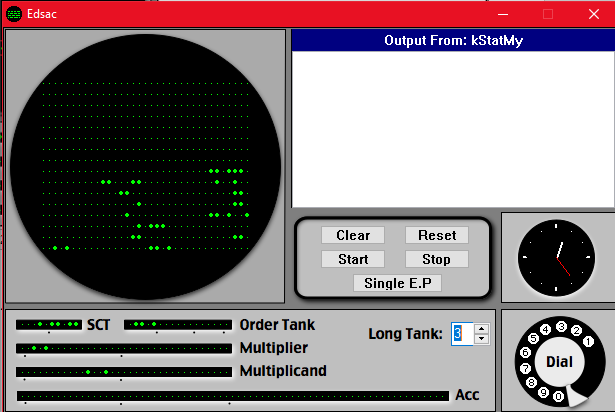 Edsac
Output From: kStatMy
Clear
Reset
Start
Stop
Single E.P
SCT
Order Tank
Long Tank: 3
Multiplier
Multiplicand
Acc
Dial
1
2
3
4
5
6
7
8
9
0